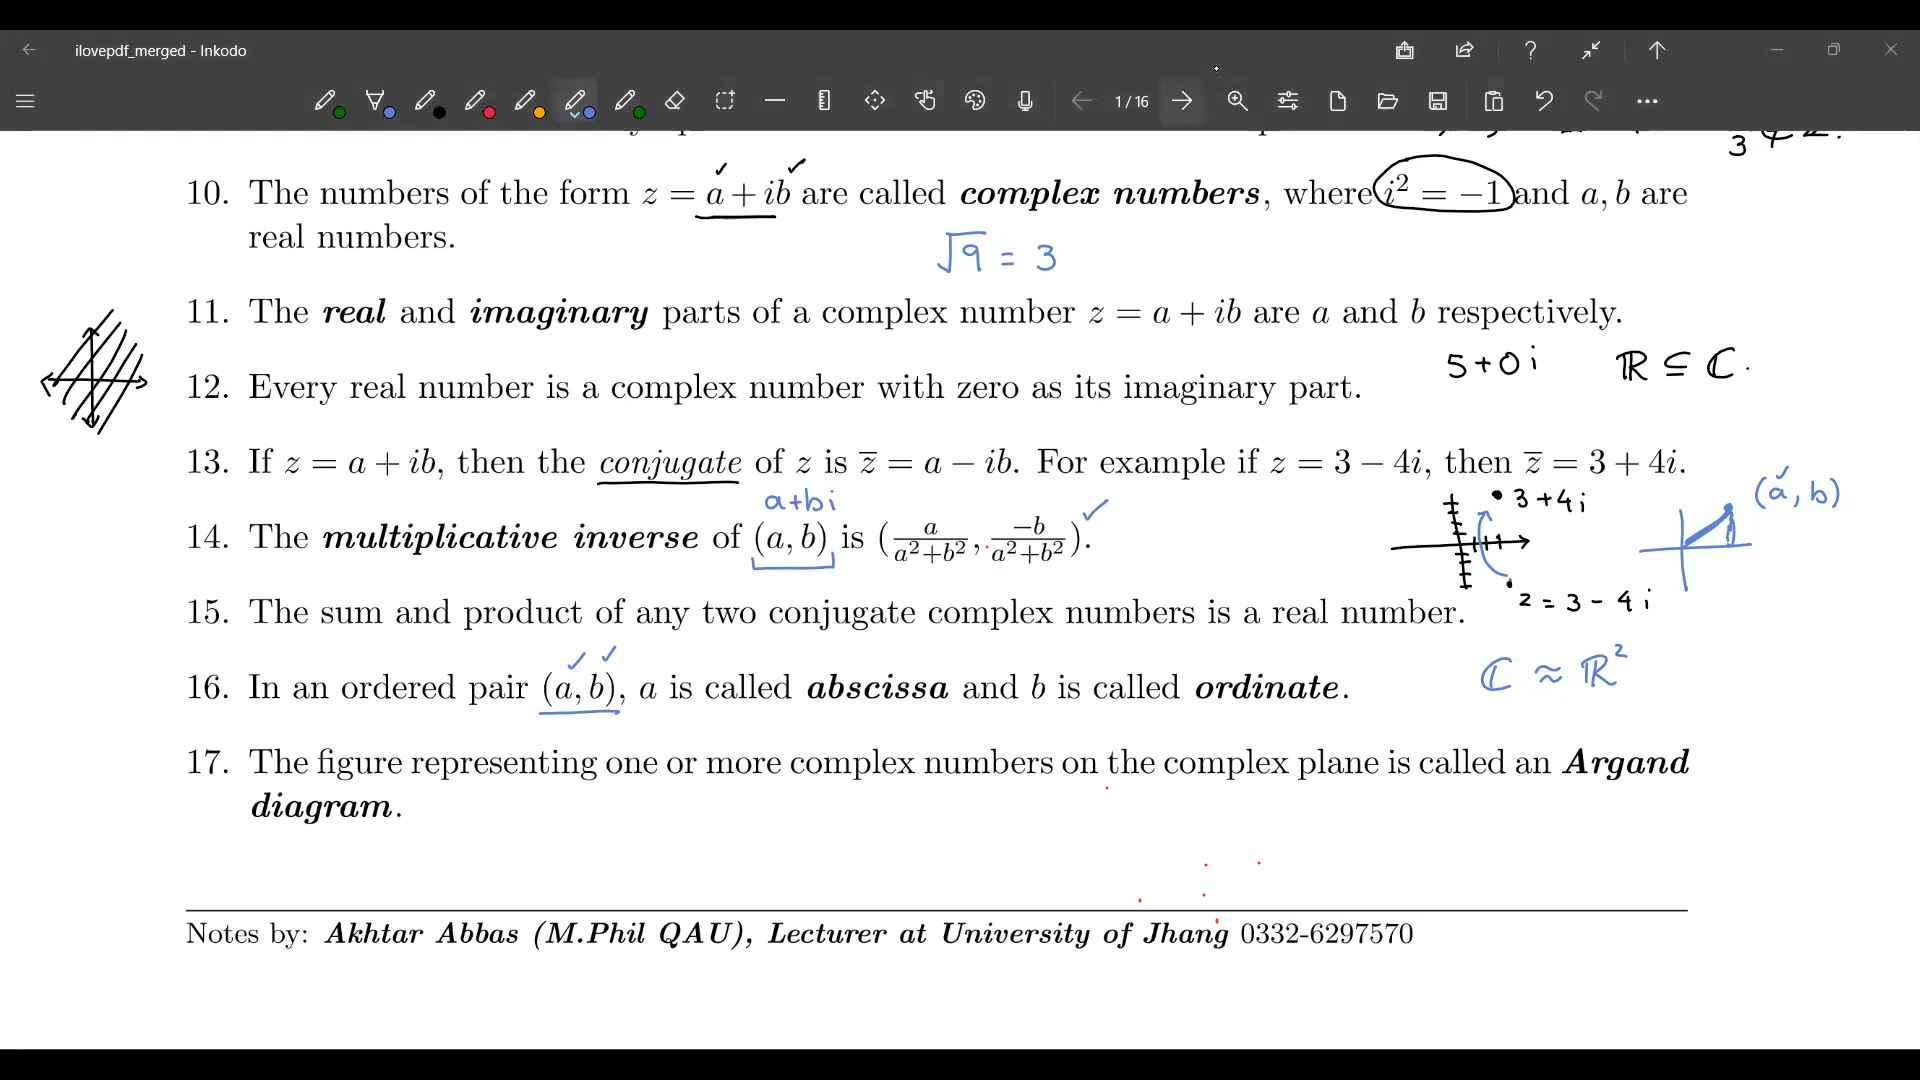 ilovepdf_merged - Inkodo
1 / 16
10. The numbers of the form z = a + ib are called complex numbers, where i² = −1 and a, b are
real numbers.
√9 = 3
11. The real and imaginary parts of a complex number z = a + ib are a and b respectively.
5+0i ℝ ⊆ ℂ.
12. Every real number is a complex number with zero as its imaginary part.
13. If z = a + ib, then the conjugate of z is z̅ = a − ib. For example if z = 3 − 4i, then z̅ = 3 + 4i.
a+bi 3+4i (a, b)
14. The multiplicative inverse of (a, b) is (a/(a²+b²), −b/(a²+b²)).
z = 3 - 4i
15. The sum and product of any two conjugate complex numbers is a real number.
ℂ ≈ ℝ²
16. In an ordered pair (a, b), a is called abscissa and b is called ordinate.
17. The figure representing one or more complex numbers on the complex plane is called an Argand
diagram.
Notes by: Akhtar Abbas (M.Phil QAU), Lecturer at University of Jhang 0332-6297570